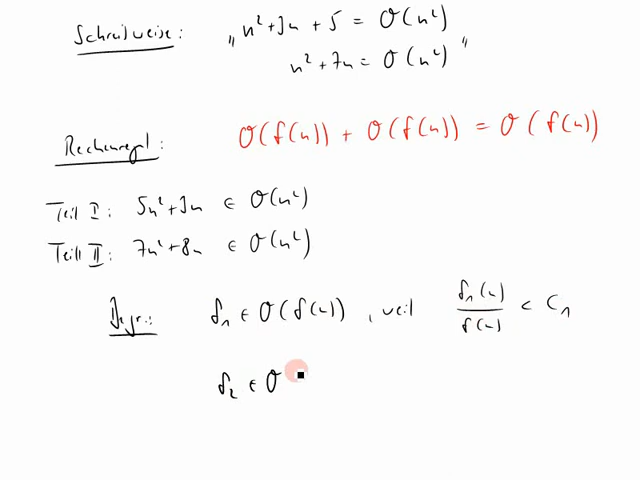 Schreibweise: „ n²+3n+5 = O(n²)
n²+7n = O(n²) "
Rechenregel: O(f(n)) + O(f(n)) = O(f(n))
Teil I: 5n²+3n ∈ O(n²)
Teil II: 7n²+8n ∈ O(n²)
Begr.: f₁ ∈ O(f(n)), weil f₁(n)/f(n) < C₁
f₂ ∈ O